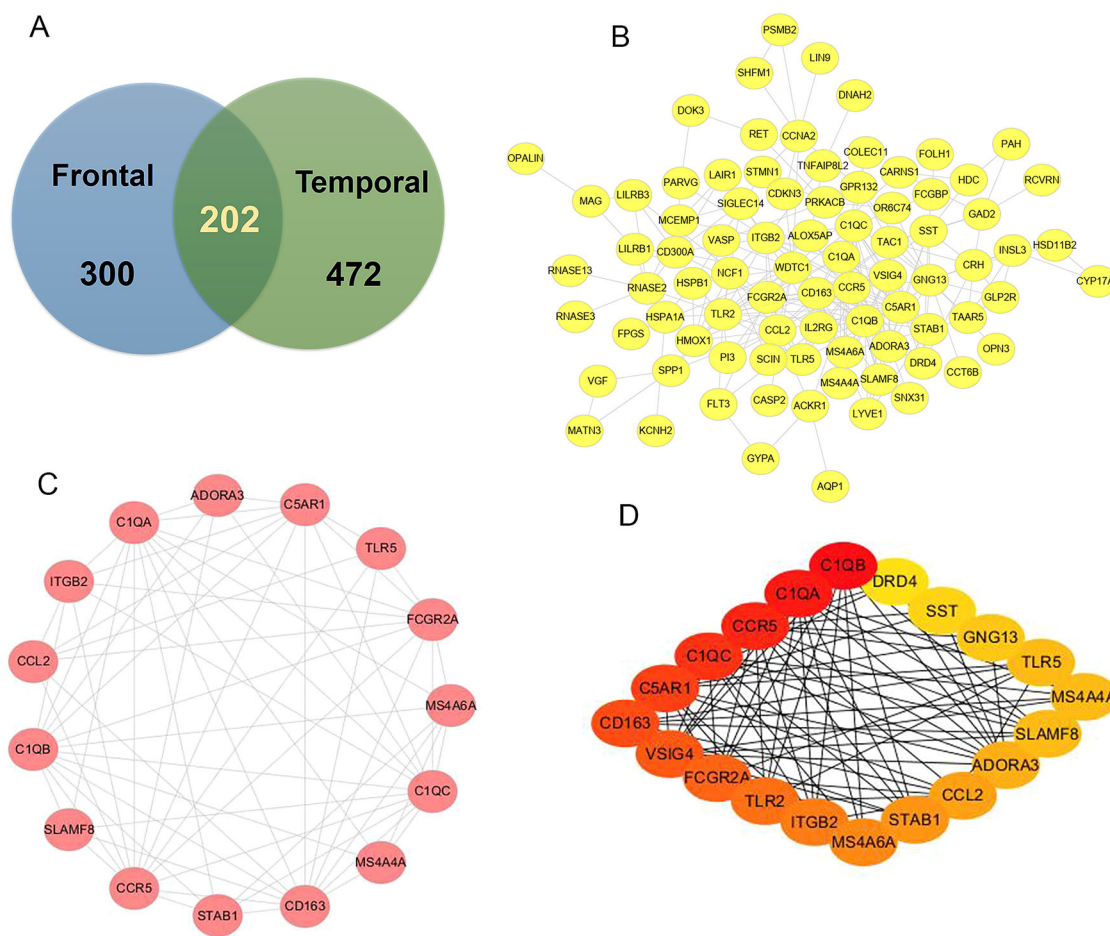 A
Frontal
Temporal
202
300
472
B
PSMB2
LIN9
SHFM1
DNAH2
DOK3
RET
CCNA2
OPALIN
COLEC11
FOLH1
PAH
TNFAIP8L2
LAIR1
STMN1
CARNS1
PARVG
GPR132
HDC
RCVRN
MAG
LILRB3
SIGLEC14
CDKN3
PRKACB
FCGBP
OR6C74
GAD2
MCEMP1
C1QC
SST
LILRB1
CD300A
VASP
ITGB2
ALOX5AP
TAC1
INSL3
HSD11B2
C1QA
RNASE13
RNASE2
HSPB1
NCF1
WDTC1
VSIG4
GNG13
CRH
CYP17A
CD163
CCR5
FCGR2A
GLP2R
RNASE3
HSPA1A
TLR2
C5AR1
TAAR5
FPGS
HMOX1
CCL2
IL2RG
C1QB
STAB1
OPN3
PI3
SCIN
TLR5
MS4A6A
ADORA3
DRD4
CCT6B
VGF
SPP1
MS4A4A
SLAMF8
SNX31
FLT3
CASP2
ACKR1
LYVE1
MATN3
KCNH2
GYPA
AQP1
C
ADORA3
C5AR1
C1QA
TLR5
ITGB2
FCGR2A
CCL2
MS4A6A
C1QB
C1QC
SLAMF8
MS4A4A
CCR5
STAB1
CD163
D
C1QB
DRD4
C1QA
SST
CCR5
GNG13
C1QC
TLR5
C5AR1
MS4A4A
CD163
SLAMF8
VSIG4
ADORA3
FCGR2A
CCL2
TLR2
STAB1
ITGB2
MS4A6A